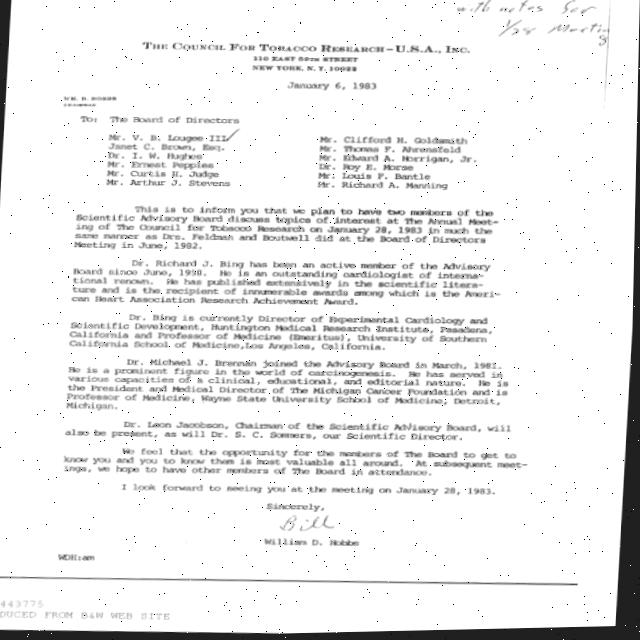 with notes for
1/28 Meeting
THE COUNCIL FOR TOBACCO RESEARCH–U.S.A., INC.
110 EAST 59TH STREET
NEW YORK, N.Y. 10022
January 6, 1983
WM. D. HOBBS
CHAIRMAN
To: The Board of Directors
Mr. V. B. Lougee III
Janet C. Brown, Esq.
Dr. I. W. Hughes
Mr. Ernest Pepples
Mr. Curtis H. Judge
Mr. Arthur J. Stevens
Mr. Clifford H. Goldsmith
Mr. Thomas F. Ahrensfeld
Mr. Edward A. Horrigan, Jr.
Dr. Roy E. Morse
Mr. Louis F. Bantle
Mr. Richard A. Manning
This is to inform you that we plan to have two members of the
Scientific Advisory Board discuss topics of interest at the Annual Meet-
ing of The Council for Tobacco Research on January 28, 1983 in much the
same manner as Drs. Feldman and Boutwell did at the Board of Directors
Meeting in June, 1982.
Dr. Richard J. Bing has been an active member of the Advisory
Board since June, He is an outstanding cardiologist of interna-
tional renown. He has published extensively in the scientific litera-
ture and is the recipient of innumerable awards among which is the Ameri-
can Heart Association Research Achievement Award.
Dr. Bing is currently Director of Experimental Cardiology and
Scientific Development, Huntington Medical Research Institute, Pasadena,
California and Professor of Medicine (Emeritus), University of Southern
California School of Medicine, Los Angeles, California.
Dr. Michael J. Brennan joined the Advisory Board in March, 1981.
He is a prominent figure in the world of carcinogenesis. He has served in
various capacities of a clinical, educational, and editorial nature. He is
the President and Medical Director of The Michigan Cancer Foundation and is
Professor of Medicine, Wayne State University School of Medicine, Detroit,
Michigan.
Dr. Leon Jacobson, Chairman of the Scientific Advisory Board, will
also be present, as will Dr. S. C. Sommers, our Scientific Director.
We feel that the opportunity for the members of The Board to get to
know you and you to know them is most valuable all around. At subsequent meet-
ings, we hope to have other members of The Board in attendance.
I look forward to seeing you at the meeting on January 28, 1983.
Sincerely,
Bill
William D. Hobbs
WDH:am
443775
DUCED FROM B&W WEB SITE